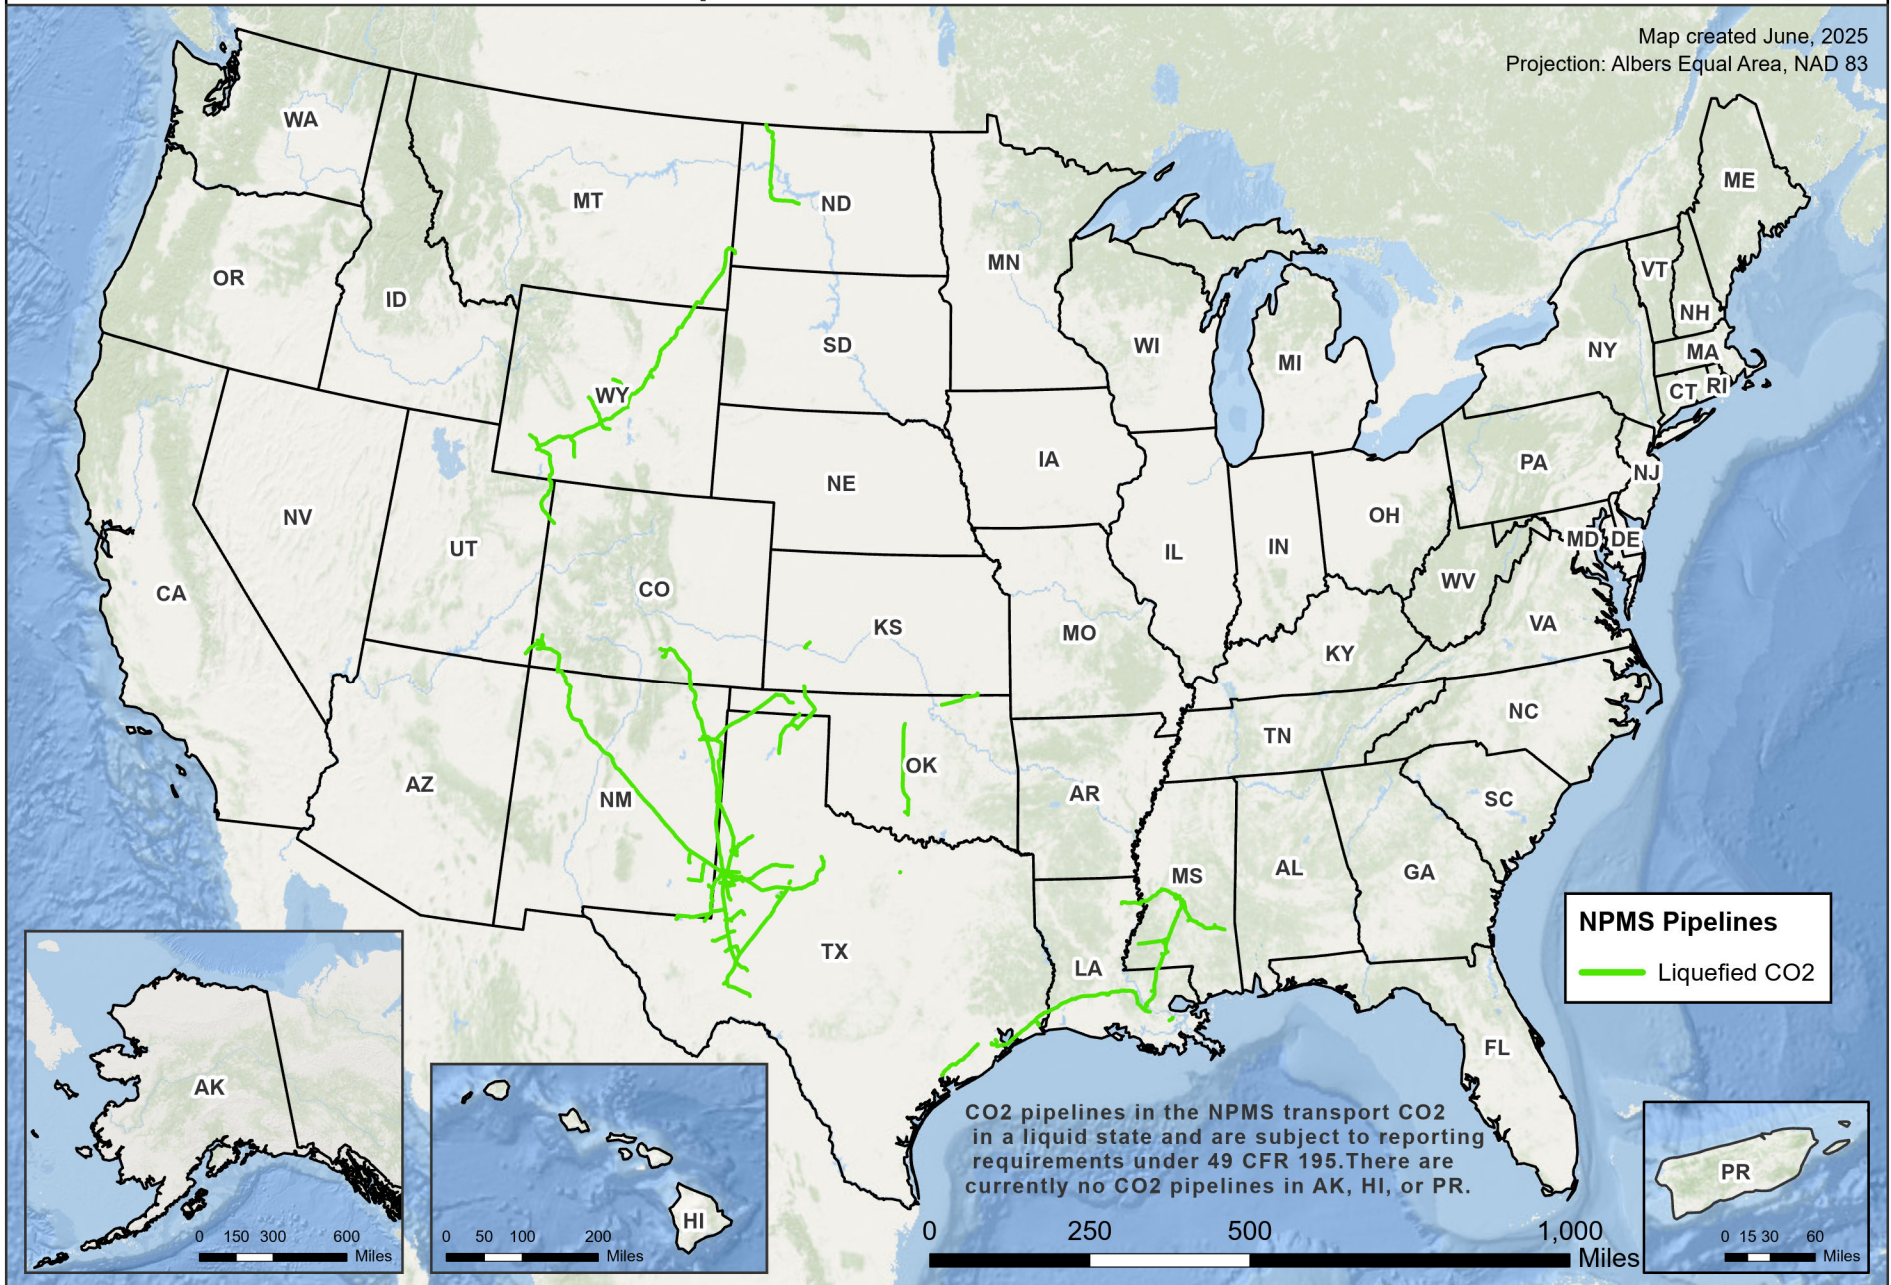 Map created June, 2025
Projection: Albers Equal Area, NAD 83
WA
MT
ND
ME
OR
ID
MN
VT
NH
SD
WI
MI
NY
MA
WY
CT
RI
IA
PA
NJ
NE
NV
UT
OH
IL
IN
MD
DE
CA
CO
WV
KS
MO
VA
KY
NC
TN
OK
AZ
NM
AR
SC
MS
AL
GA
TX
LA
FL
NPMS Pipelines
Liquefied CO2
AK
0 150 300 600
Miles
HI
0 50 100 200
Miles
CO2 pipelines in the NPMS transport CO2
in a liquid state and are subject to reporting
requirements under 49 CFR 195.There are
currently no CO2 pipelines in AK, HI, or PR.
0 250 500 1,000
Miles
PR
0 15 30 60
Miles